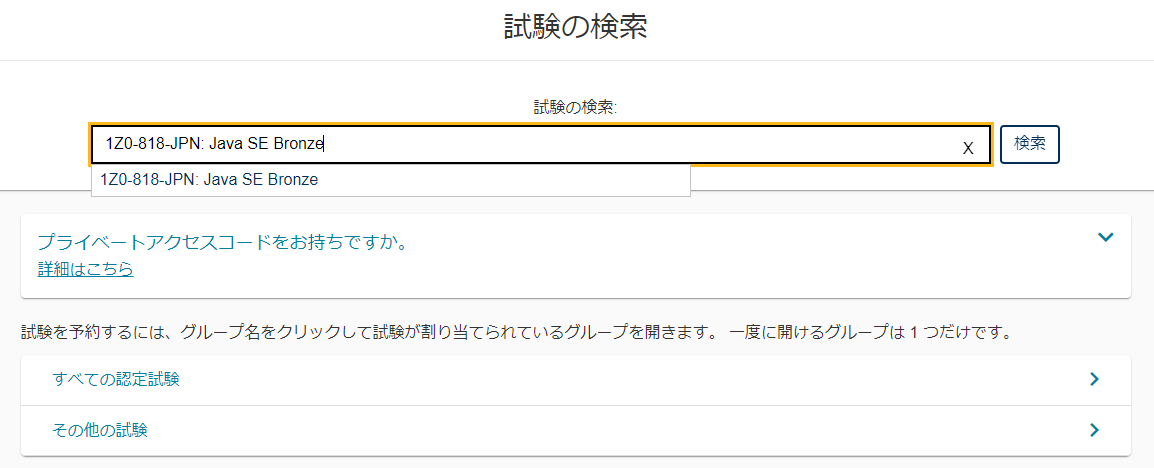 試験の検索
試験の検索:
1Z0-818-JPN: Java SE Bronze
X
検索
1Z0-818-JPN: Java SE Bronze
プライベートアクセスコードをお持ちですか。
詳細はこちら
試験を予約するには、グループ名をクリックして試験が割り当てられているグループを開きます。 一度に開けるグループは 1 つだけです。
すべての認定試験
その他の試験